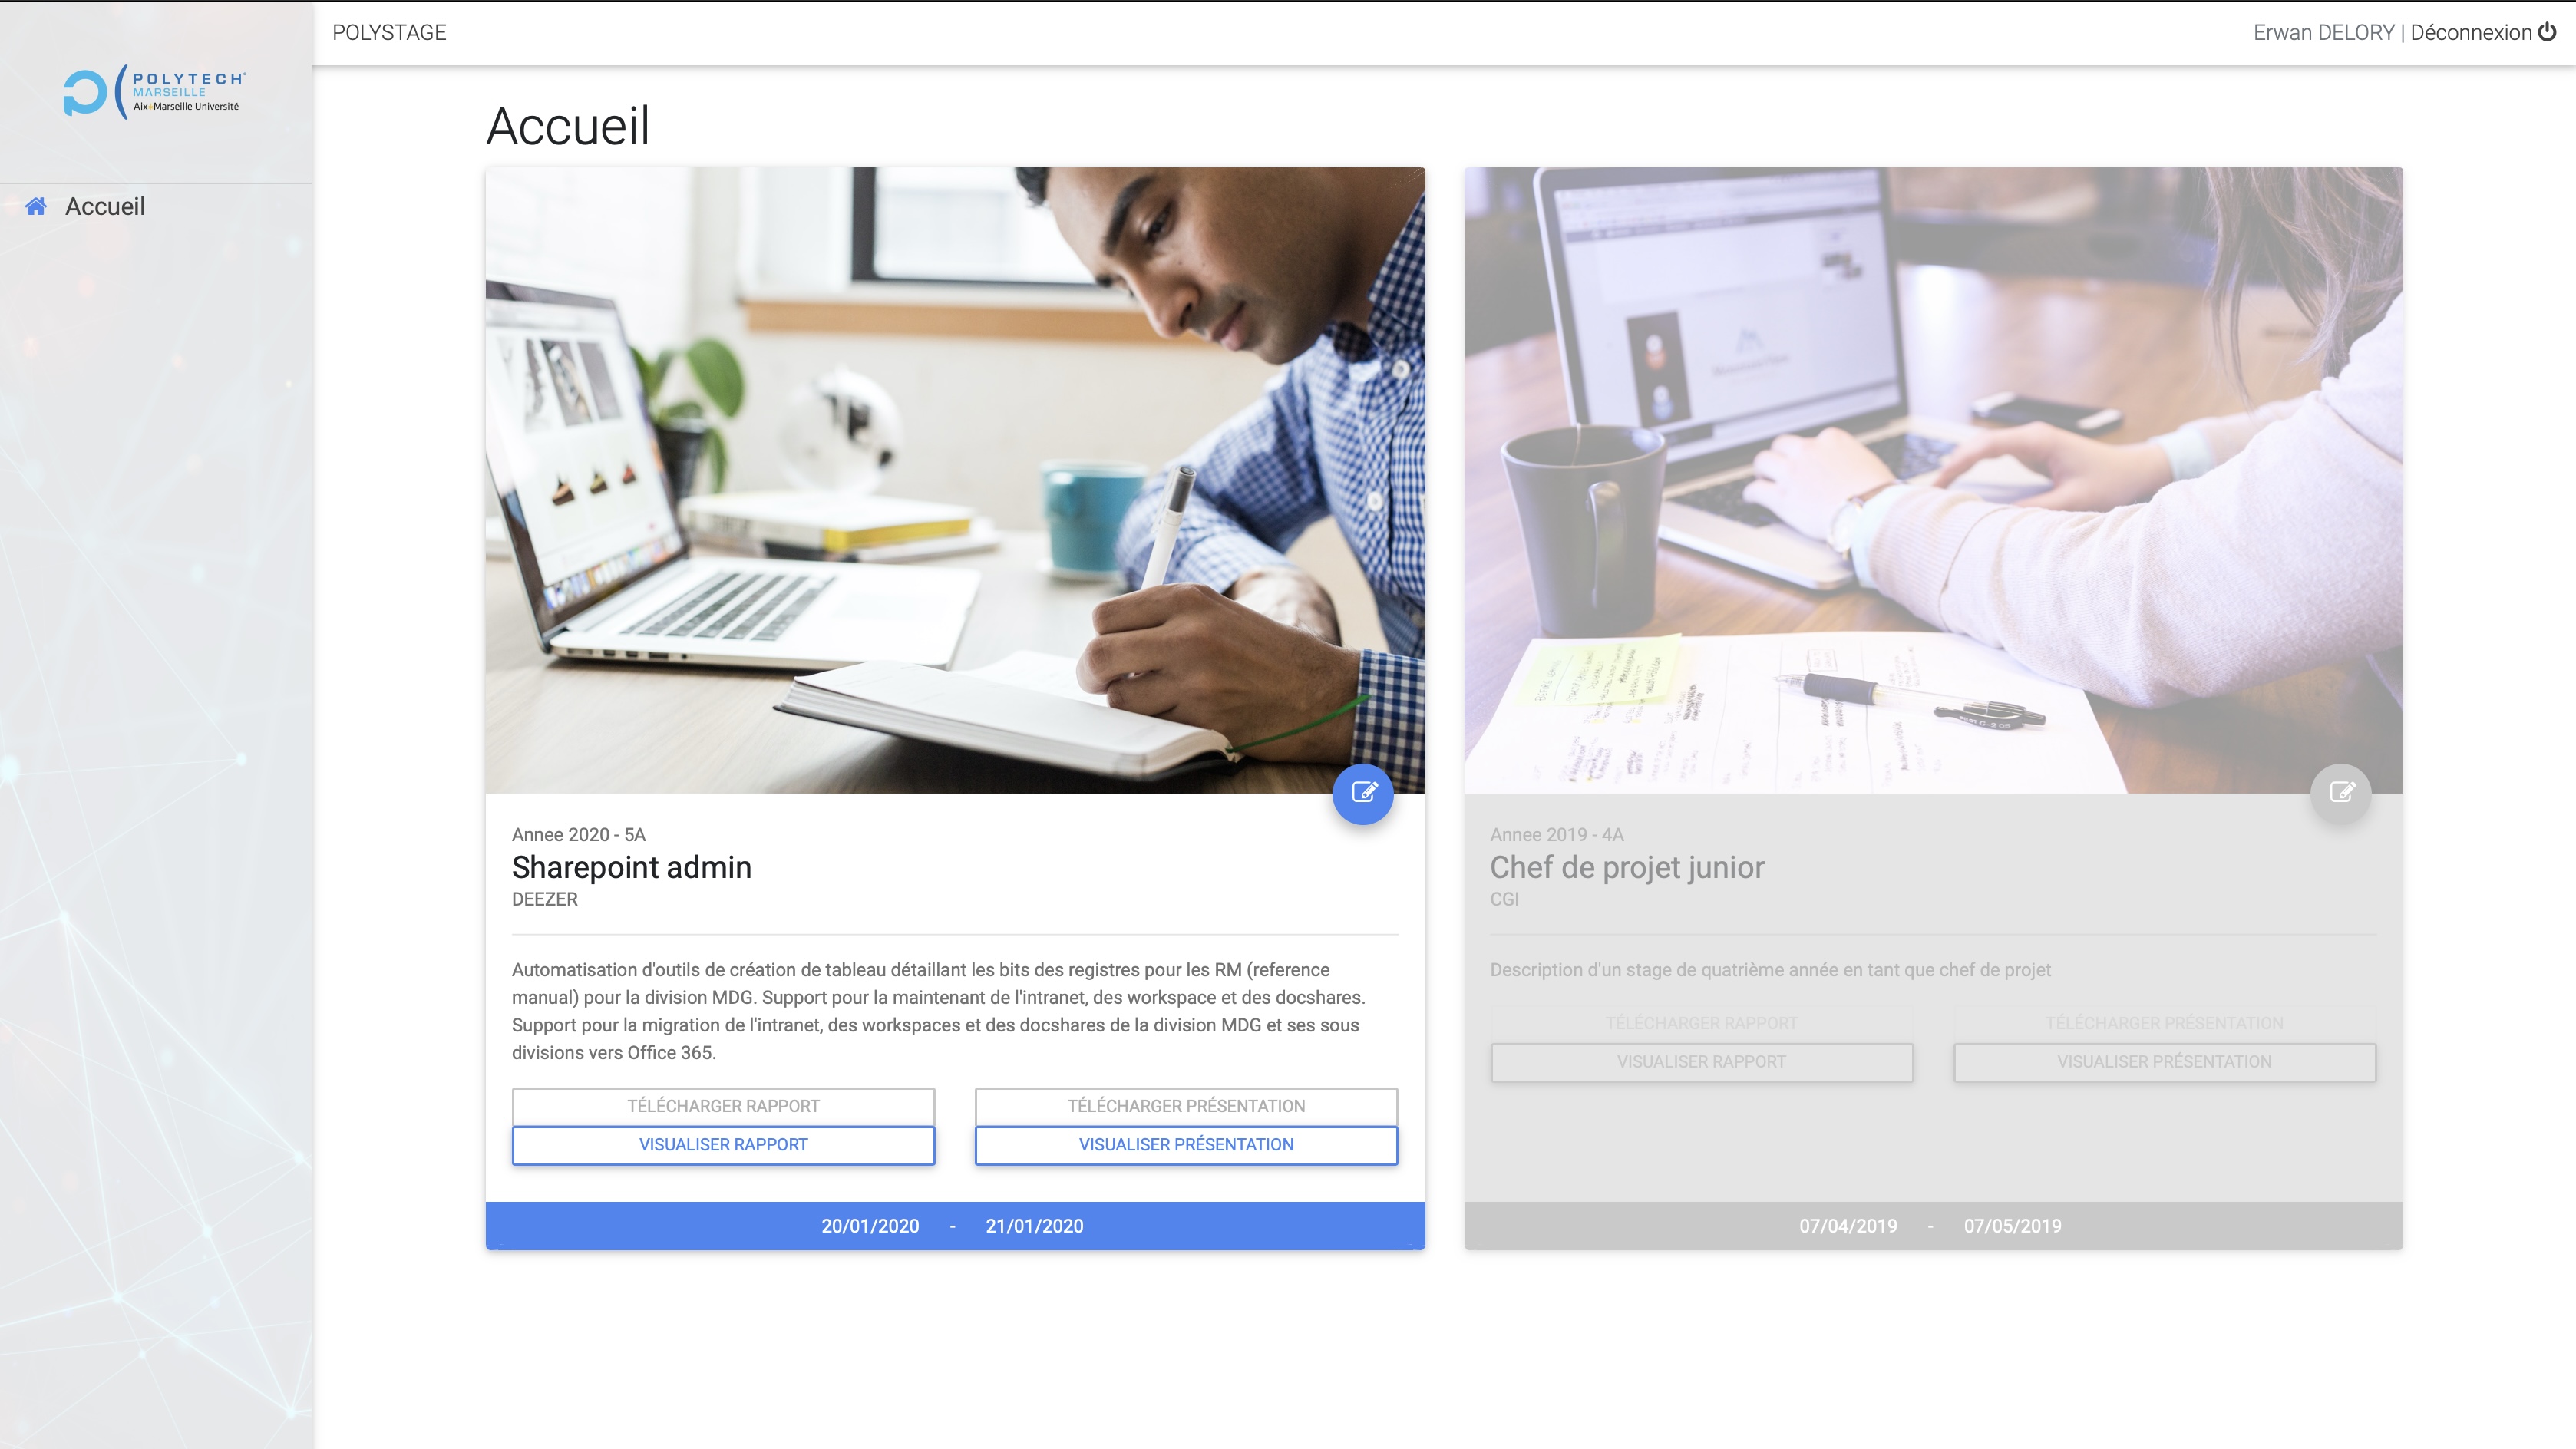 POLYSTAGE
Erwan DELORY | Déconnexion
POLYTECH
MARSEILLE
Aix Marseille Université
Accueil
Accueil
Annee 2020 - 5A
Sharepoint admin
DEEZER
Automatisation d'outils de création de tableau détaillant les bits des registres pour les RM (reference
manual) pour la division MDG. Support pour la maintenant de l'intranet, des workspace et des docshares.
Support pour la migration de l'intranet, des workspaces et des docshares de la division MDG et ses sous
divisions vers Office 365.
TÉLÉCHARGER RAPPORT
TÉLÉCHARGER PRÉSENTATION
VISUALISER RAPPORT
VISUALISER PRÉSENTATION
20/01/2020 - 21/01/2020
Annee 2019 - 4A
Chef de projet junior
CGI
Description d'un stage de quatrième année en tant que chef de projet
TÉLÉCHARGER RAPPORT
TÉLÉCHARGER PRÉSENTATION
VISUALISER RAPPORT
VISUALISER PRÉSENTATION
07/04/2019 - 07/05/2019